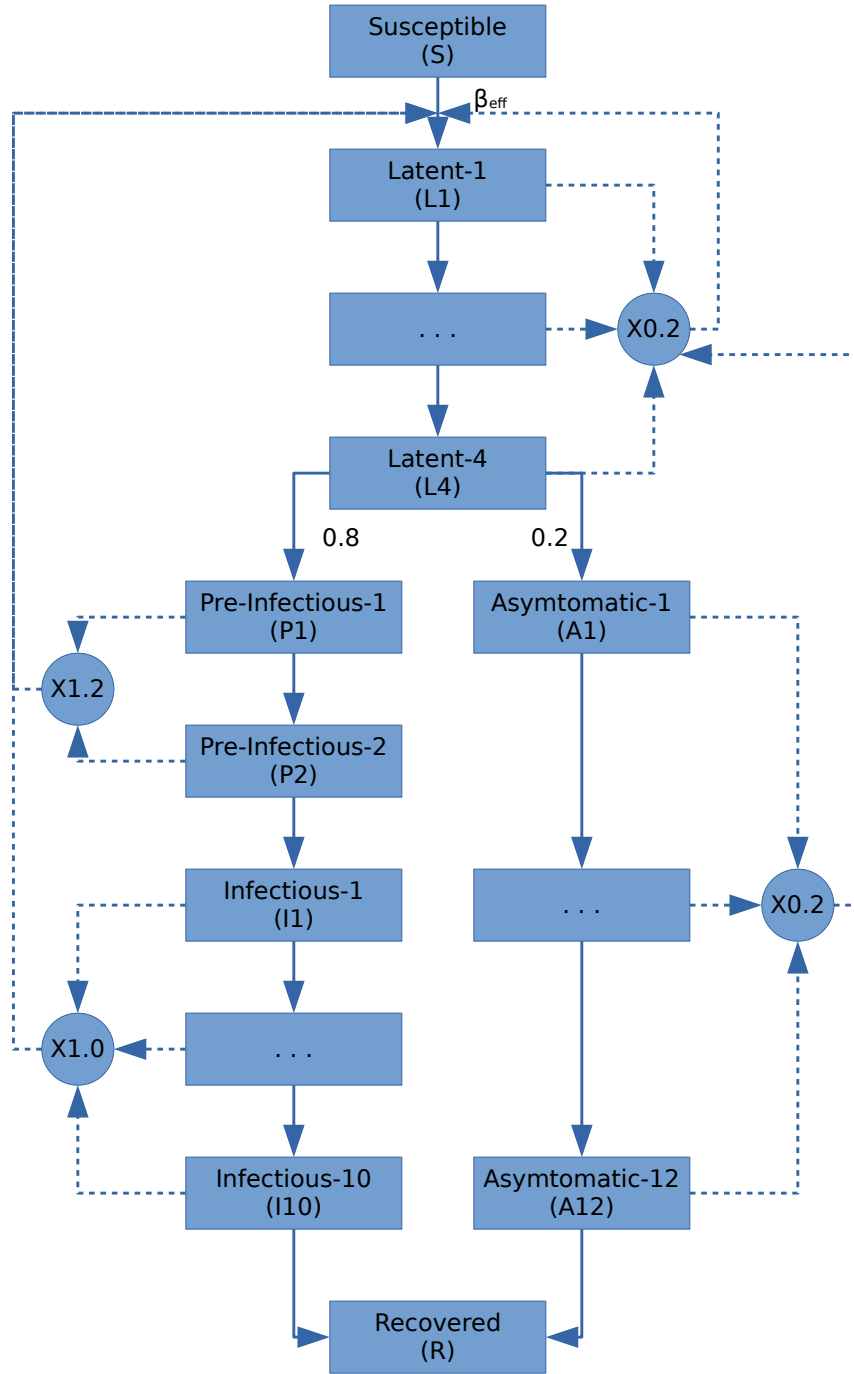 Susceptible
(S)
βeff
Latent-1
(L1)
. . .
X0.2
Latent-4
(L4)
0.8
0.2
Pre-Infectious-1
(P1)
Asymtomatic-1
(A1)
X1.2
Pre-Infectious-2
(P2)
Infectious-1
(I1)
. . .
X0.2
X1.0
. . .
Infectious-10
(I10)
Asymtomatic-12
(A12)
Recovered
(R)